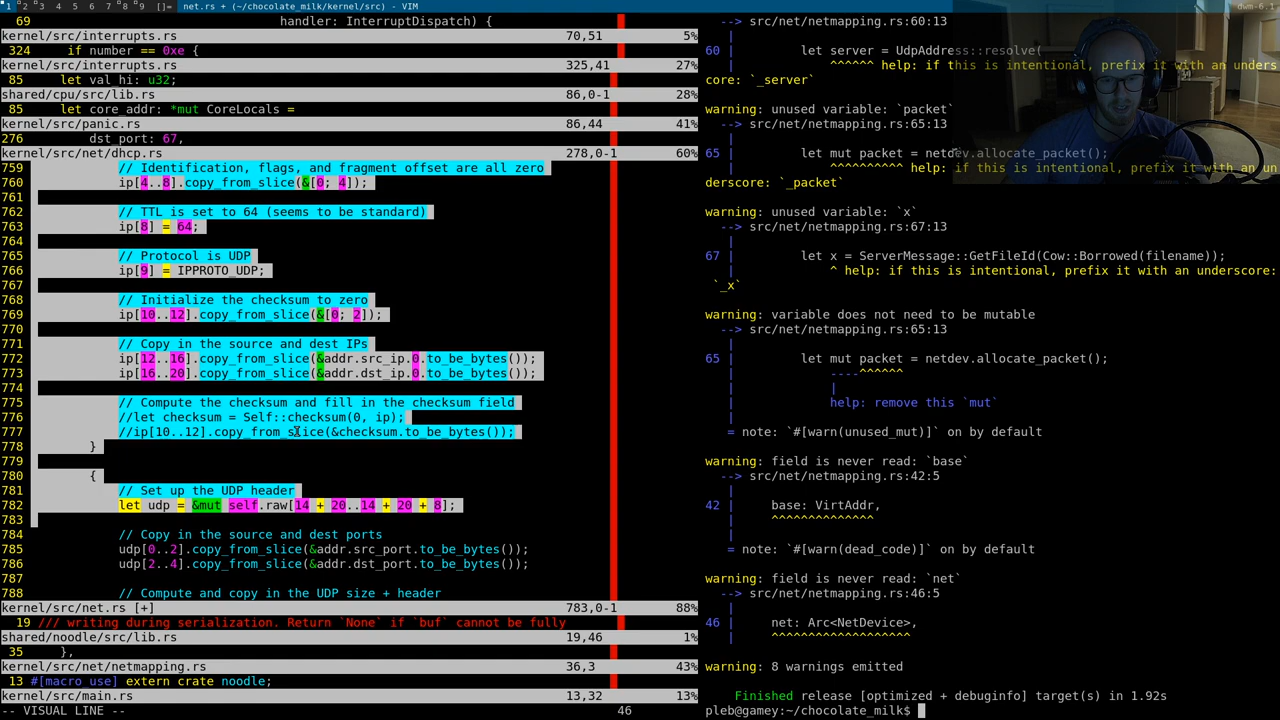 1 2 3 4 5 6 7 8 9 []= net.rs + (~/chocolate_milk/kernel/src) - VIM dwm-6.1
69 handler: InterruptDispatch) {
kernel/src/interrupts.rs 70,51 5%
324 if number == 0xe {
kernel/src/interrupts.rs 325,41 27%
85 let val_hi: u32;
shared/cpu/src/lib.rs 86,0-1 28%
85 let core_addr: *mut CoreLocals =
kernel/src/panic.rs 86,44 41%
276 dst_port: 67,
kernel/src/net/dhcp.rs 278,0-1 60%
759 // Identification, flags, and fragment offset are all zero
760 ip[4..8].copy_from_slice(&[0; 4]);
761
762 // TTL is set to 64 (seems to be standard)
763 ip[8] = 64;
764
765 // Protocol is UDP
766 ip[9] = IPPROTO_UDP;
767
768 // Initialize the checksum to zero
769 ip[10..12].copy_from_slice(&[0; 2]);
770
771 // Copy in the source and dest IPs
772 ip[12..16].copy_from_slice(&addr.src_ip.0.to_be_bytes());
773 ip[16..20].copy_from_slice(&addr.dst_ip.0.to_be_bytes());
774
775 // Compute the checksum and fill in the checksum field
776 //let checksum = Self::checksum(0, ip);
777 //ip[10..12].copy_from_slice(&checksum.to_be_bytes());
778 }
779
780 {
781 // Set up the UDP header
782 let udp = &mut self.raw[14 + 20..14 + 20 + 8];
783
784 // Copy in the source and dest ports
785 udp[0..2].copy_from_slice(&addr.src_port.to_be_bytes());
786 udp[2..4].copy_from_slice(&addr.dst_port.to_be_bytes());
787
788 // Compute and copy in the UDP size + header
kernel/src/net.rs [+] 783,0-1 88%
19 /// writing during serialization. Return `None` if `buf` cannot be fully
shared/noodle/src/lib.rs 19,46 1%
35 },
kernel/src/net/netmapping.rs 36,3 43%
13 #[macro_use] extern crate noodle;
kernel/src/main.rs 13,32 13%
-- VISUAL LINE -- 46
--> src/net/netmapping.rs:60:13
|
60 | let server = UdpAddress::resolve(
| ^^^^^^ help: if this is intentional, prefix it with an unders
core: `_server`
warning: unused variable: `packet`
--> src/net/netmapping.rs:65:13
|
65 | let mut packet = netdev.allocate_packet();
| ^^^^^^^^^^ help: if this is intentional, prefix it with an un
derscore: `_packet`
warning: unused variable: `x`
--> src/net/netmapping.rs:67:13
|
67 | let x = ServerMessage::GetFileId(Cow::Borrowed(filename));
| ^ help: if this is intentional, prefix it with an underscore:
`_x`
warning: variable does not need to be mutable
--> src/net/netmapping.rs:65:13
|
65 | let mut packet = netdev.allocate_packet();
| ----^^^^^^
| |
| help: remove this `mut`
= note: `#[warn(unused_mut)]` on by default
warning: field is never read: `base`
--> src/net/netmapping.rs:42:5
|
42 | base: VirtAddr,
| ^^^^^^^^^^^^^^
= note: `#[warn(dead_code)]` on by default
warning: field is never read: `net`
--> src/net/netmapping.rs:46:5
|
46 | net: Arc<NetDevice>,
| ^^^^^^^^^^^^^^^^^^^
warning: 8 warnings emitted
Finished release [optimized + debuginfo] target(s) in 1.92s
pleb@gamey:~/chocolate_milk$